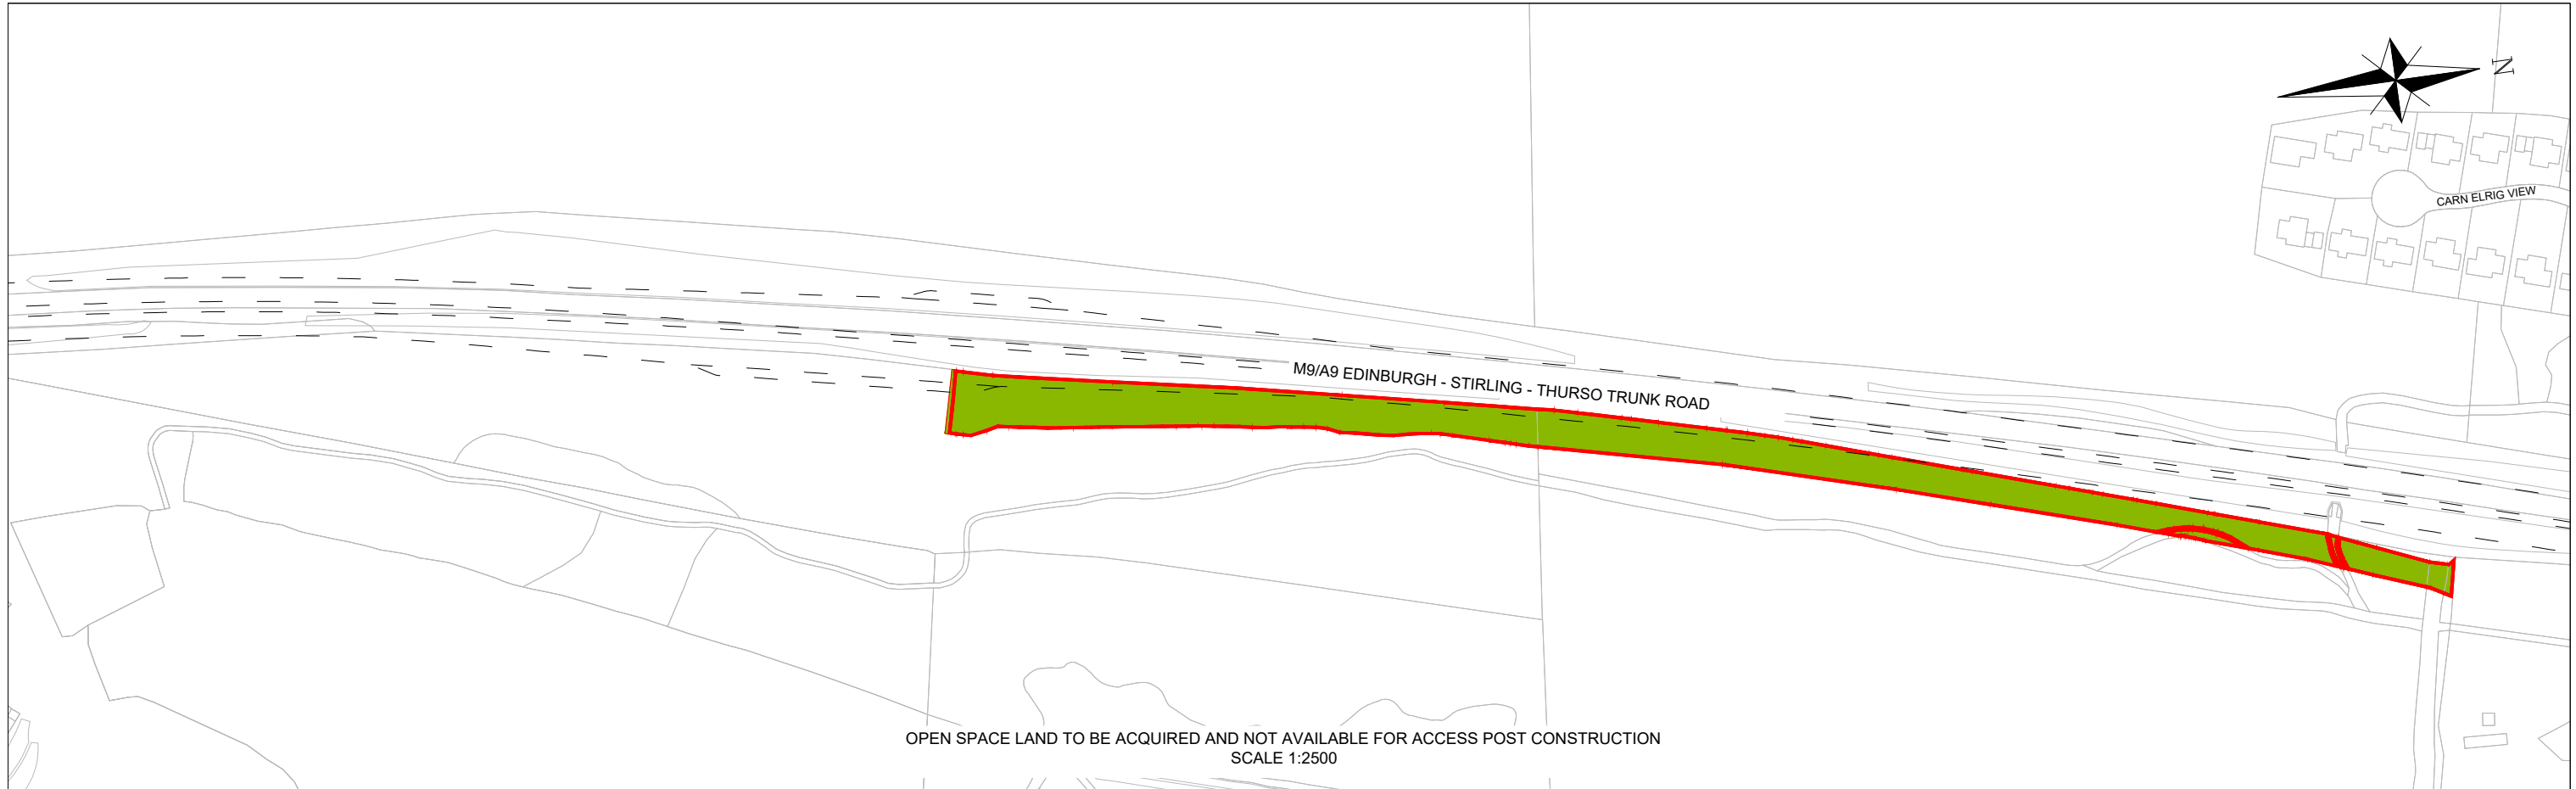 N
CARN ELRIG VIEW
M9/A9 EDINBURGH - STIRLING - THURSO TRUNK ROAD
OPEN SPACE LAND TO BE ACQUIRED AND NOT AVAILABLE FOR ACCESS POST CONSTRUCTION
SCALE 1:2500